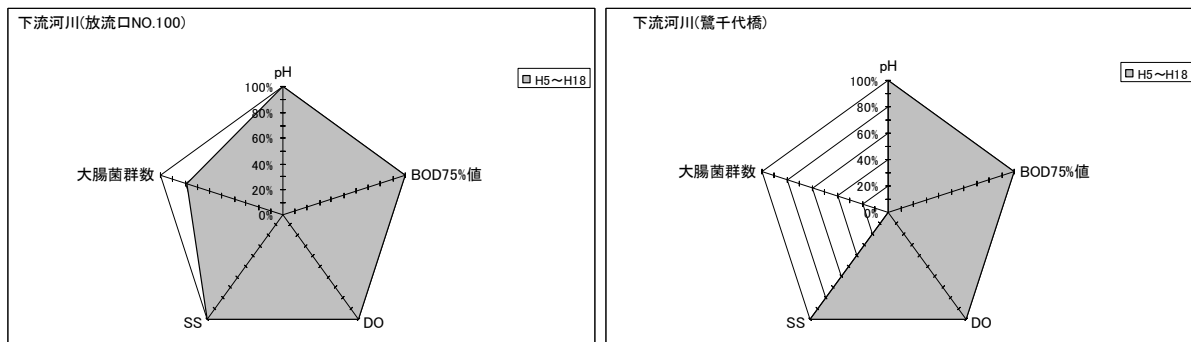 下流河川(放流口NO.100)
pH
H5～H18
100%
80%
60%
40%
20%
0%
大腸菌群数
BOD75%値
SS
DO
下流河川(鷺千代橋)
pH
H5～H18
100%
80%
60%
40%
20%
0%
大腸菌群数
BOD75%値
SS
DO